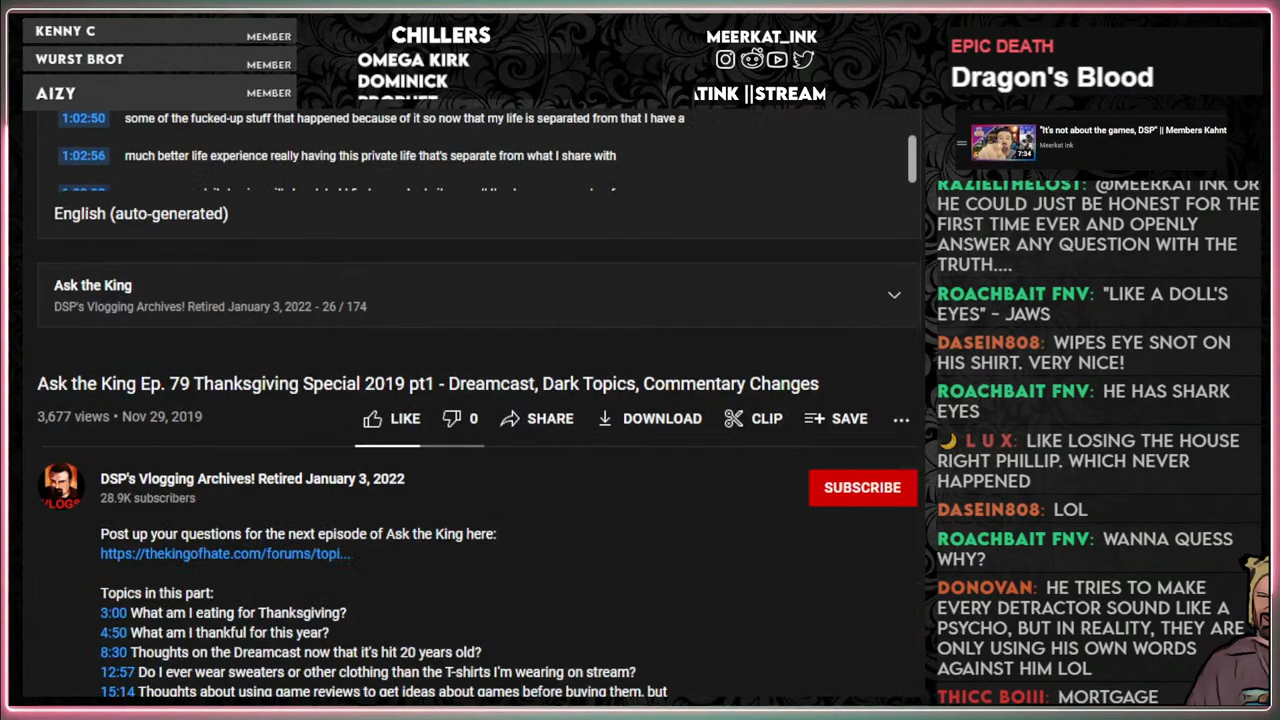 KENNY C
MEMBER
WURST BROT
MEMBER
AIZY
MEMBER
CHILLERS
OMEGA KIRK
DOMINICK
MEERKAT_INK
TINK ||STREAM
EPIC DEATH
Dragon's Blood
"It's not about the games, DSP" || Members Kahnt
Meerkat Ink
7:34
1:02:50 some of the fucked-up stuff that happened because of it so now that my life is separated from that I have a
1:02:56 much better life experience really having this private life that's separate from what I share with
English (auto-generated)
Ask the King
DSP's Vlogging Archives! Retired January 3, 2022 - 26 / 174
Ask the King Ep. 79 Thanksgiving Special 2019 pt1 - Dreamcast, Dark Topics, Commentary Changes
3,677 views • Nov 29, 2019
LIKE
0
SHARE
DOWNLOAD
CLIP
SAVE
VLOGS
DSP's Vlogging Archives! Retired January 3, 2022
28.9K subscribers
SUBSCRIBE
Post up your questions for the next episode of Ask the King here:
https://thekingofhate.com/forums/topi...
Topics in this part:
3:00 What am I eating for Thanksgiving?
4:50 What am I thankful for this year?
8:30 Thoughts on the Dreamcast now that it's hit 20 years old?
12:57 Do I ever wear sweaters or other clothing than the T-shirts I'm wearing on stream?
15:14 Thoughts about using game reviews to get ideas about games before buying them, but
RAZIELTHELOST: @MEERKAT INK OR
HE COULD JUST BE HONEST FOR THE
FIRST TIME EVER AND OPENLY
ANSWER ANY QUESTION WITH THE
TRUTH....
ROACHBAIT FNV: "LIKE A DOLL'S
EYES" - JAWS
DASEIN808: WIPES EYE SNOT ON
HIS SHIRT. VERY NICE!
ROACHBAIT FNV: HE HAS SHARK
EYES
🌙 L U X: LIKE LOSING THE HOUSE
RIGHT PHILLIP. WHICH NEVER
HAPPENED
DASEIN808: LOL
ROACHBAIT FNV: WANNA QUESS
WHY?
DONOVAN: HE TRIES TO MAKE
EVERY DETRACTOR SOUND LIKE A
PSYCHO, BUT IN REALITY, THEY ARE
ONLY USING HIS OWN WORDS
AGAINST HIM LOL
THICC BOIII: MORTGAGE